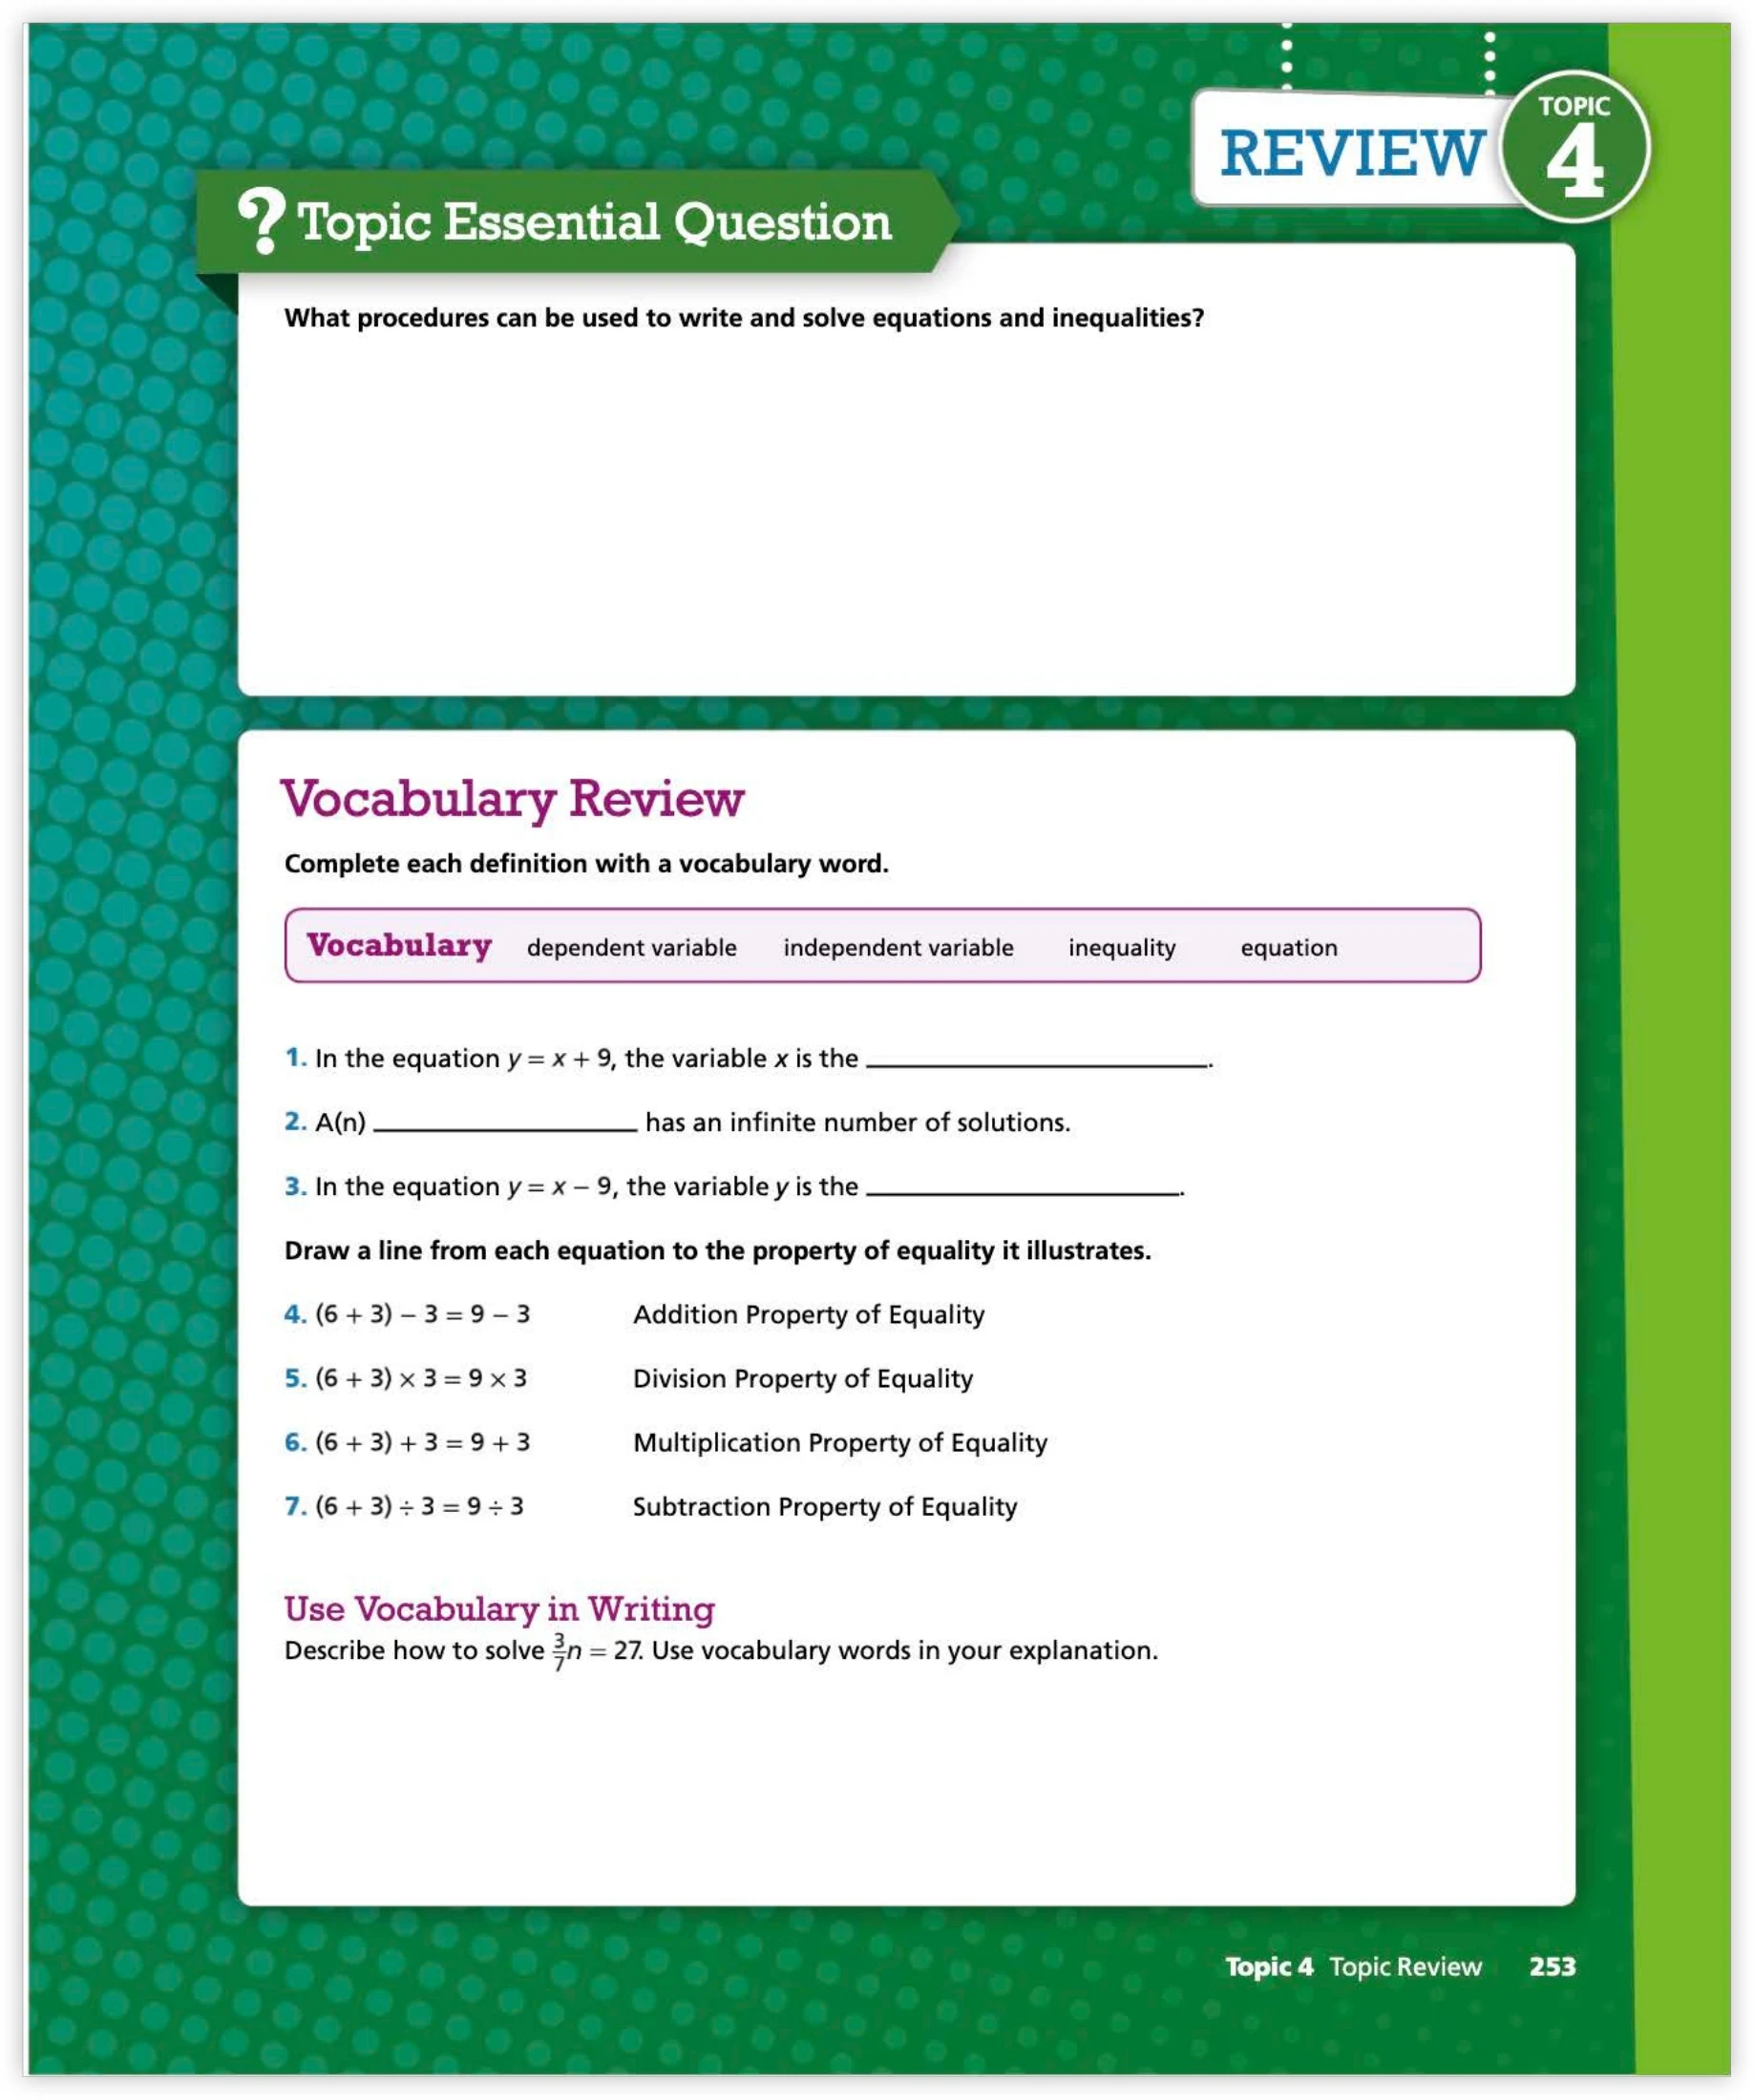 REVIEW
TOPIC
4
? Topic Essential Question
What procedures can be used to write and solve equations and inequalities?
Vocabulary Review
Complete each definition with a vocabulary word.
Vocabulary dependent variable independent variable inequality equation
1. In the equation y = x + 9, the variable x is the ____________________.
2. A(n) ____________________ has an infinite number of solutions.
3. In the equation y = x − 9, the variable y is the ____________________.
Draw a line from each equation to the property of equality it illustrates.
4. (6 + 3) − 3 = 9 − 3 Addition Property of Equality
5. (6 + 3) × 3 = 9 × 3 Division Property of Equality
6. (6 + 3) + 3 = 9 + 3 Multiplication Property of Equality
7. (6 + 3) ÷ 3 = 9 ÷ 3 Subtraction Property of Equality
Use Vocabulary in Writing
Describe how to solve 3/7n = 27. Use vocabulary words in your explanation.
Topic 4 Topic Review 253